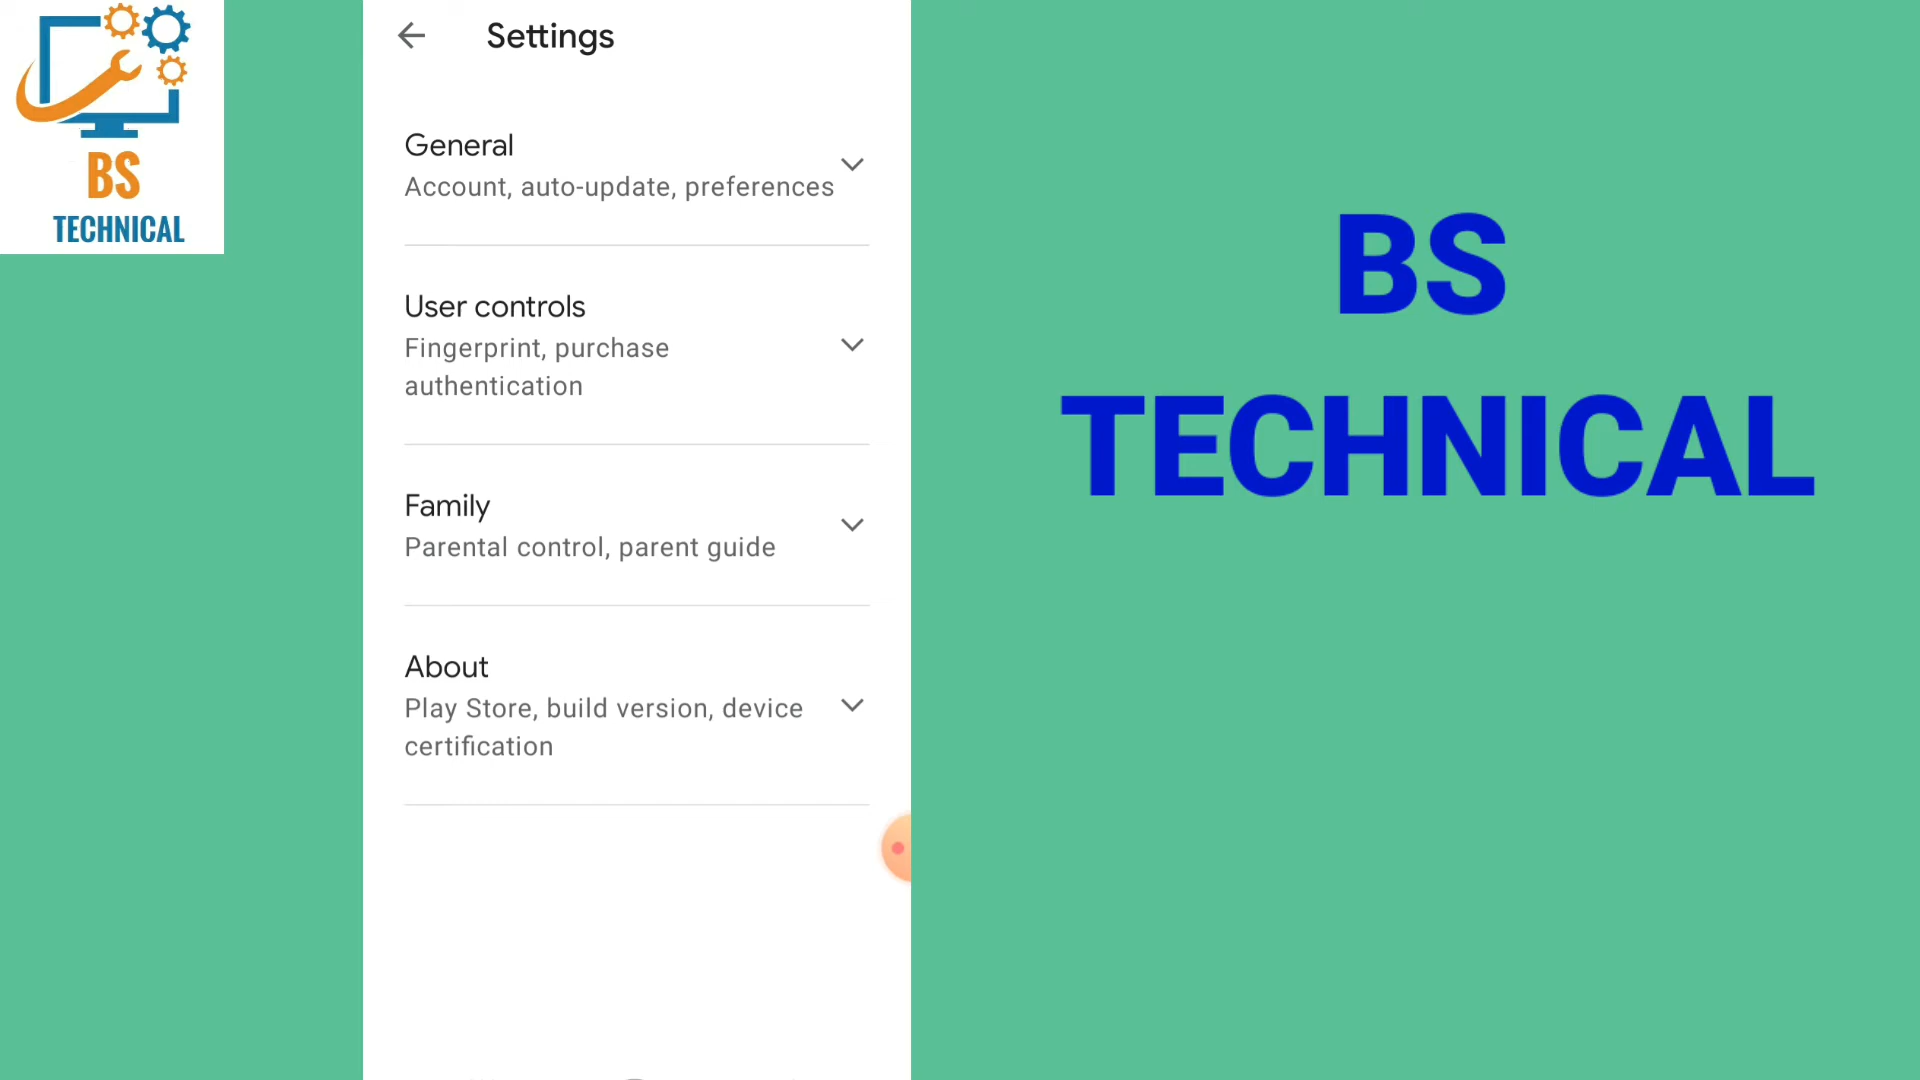 BS
TECHNICAL
Settings
General
Account, auto-update, preferences
User controls
Fingerprint, purchase
authentication
Family
Parental control, parent guide
About
Play Store, build version, device
certification
BS
TECHNICAL